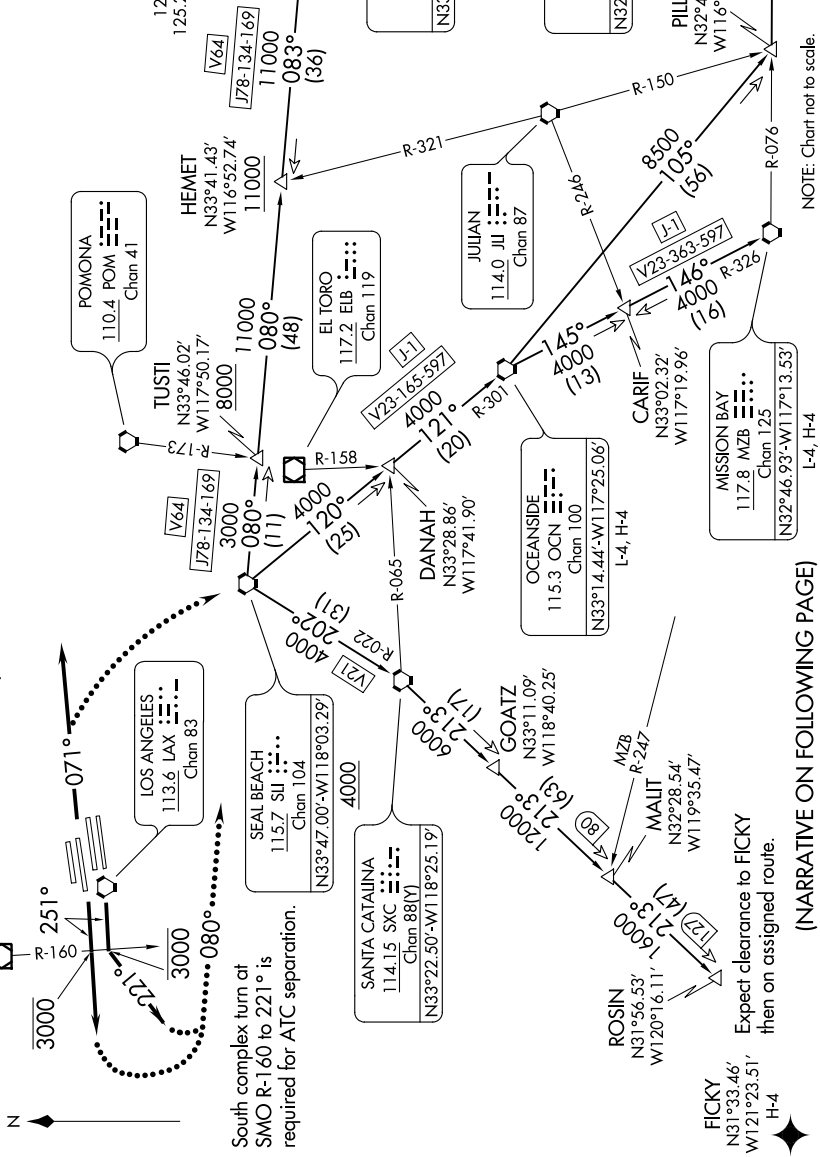 N
3000
251°
R-160
3000
221°
080°
071°
South complex turn at
SMO R-160 to 221° is
required for ATC separation.
LOS ANGELES
113.6 LAX
Chan 83
SEAL BEACH
115.7 SLI
Chan 104
N33°47.00′-W118°03.29′
4000
SANTA CATALINA
114.15 SXC
Chan 88(Y)
N33°22.50′-W118°25.19′
POMONA
110.4 POM
Chan 41
R-173
TUSTI
N33°46.02′
W117°50.17′
8000
V64
J78-134-169
3000
080°
(11)
11000
080°
(48)
HEMET
N33°41.43′
W116°52.74′
11000
V64
J78-134-169
11000
083°
(36)
EL TORO
117.2 ELB
Chan 119
R-158
4000
120°
(25)
DANAH
N33°28.86′
W117°41.90′
R-065
J-1
V23-165-597
4000
121°
(20)
R-301
4000
202°
(31)
R-022
V21
JULIAN
114.0 JLI
Chan 87
R-321
R-150
R-246
8500
105°
(56)
OCEANSIDE
115.3 OCN
Chan 100
N33°14.44′-W117°25.06′
L-4, H-4
145°
4000
(13)
CARIF
N33°02.32′
W117°19.96′
J-1
V23-363-597
146°
4000
(16)
R-326
R-076
MISSION BAY
117.8 MZB
Chan 125
N32°46.93′-W117°13.53′
L-4, H-4
6000
213°
(17)
GOATZ
N33°11.09′
W118°40.25′
12000
213°
(63)
80
MZB
R-247
MALIT
N32°28.54′
W119°35.47′
16000
213°
(47)
127
ROSIN
N31°56.53′
W120°16.11′
FICKY
N31°33.46′
W121°23.51′
H-4
Expect clearance to FICKY
then on assigned route.
(NARRATIVE ON FOLLOWING PAGE)
NOTE: Chart not to scale.